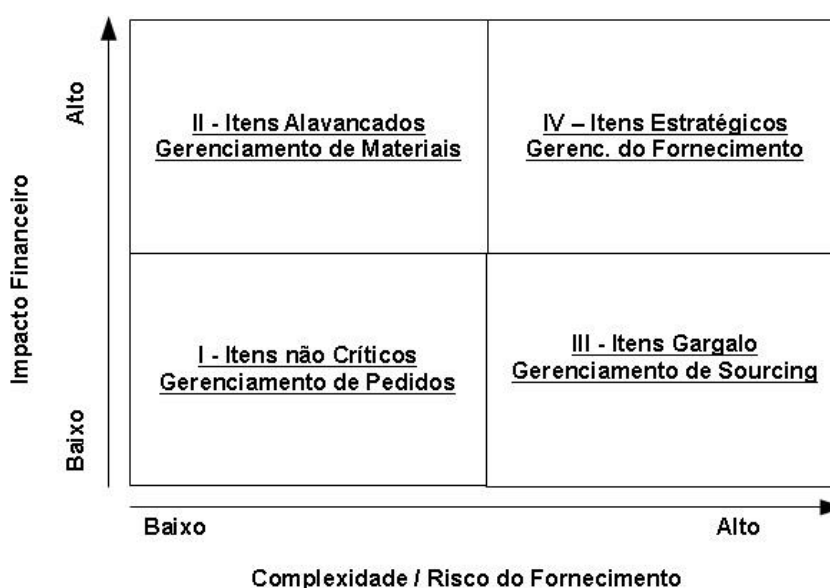 Impacto Financeiro
Alto
Baixo
II - Itens Alavancados
Gerenciamento de Materiais
IV – Itens Estratégicos
Gerenc. do Fornecimento
I - Itens não Críticos
Gerenciamento de Pedidos
III - Itens Gargalo
Gerenciamento de Sourcing
Baixo
Alto
Complexidade / Risco do Fornecimento